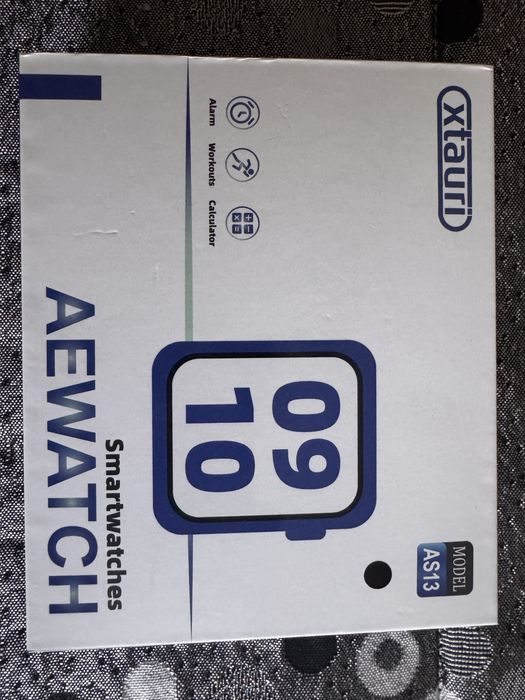 xtauri
MODEL
AS13
09
10
Alarm
Workouts
Calculator
Smartwatches
AEWATCH